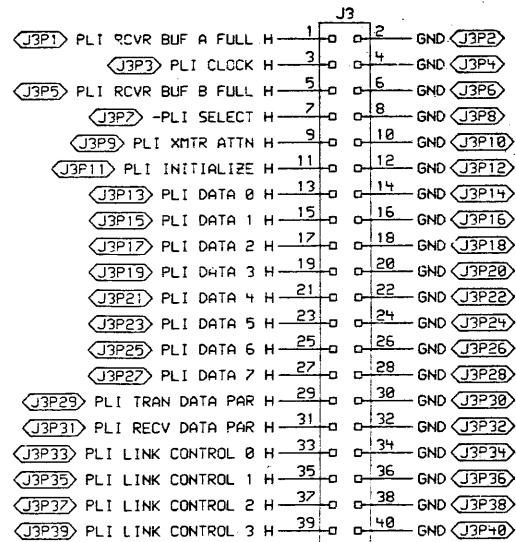 J3
J3P1 PLI RCVR BUF A FULL H 1 2 GND J3P2
J3P3 PLI CLOCK H 3 4 GND J3P4
J3P5 PLI RCVR BUF B FULL H 5 6 GND J3P6
J3P7 -PLI SELECT H 7 8 GND J3P8
J3P9 PLI XMTR ATTN H 9 10 GND J3P10
J3P11 PLI INITIALIZE H 11 12 GND J3P12
J3P13 PLI DATA 0 H 13 14 GND J3P14
J3P15 PLI DATA 1 H 15 16 GND J3P16
J3P17 PLI DATA 2 H 17 18 GND J3P18
J3P19 PLI DATA 3 H 19 20 GND J3P20
J3P21 PLI DATA 4 H 21 22 GND J3P22
J3P23 PLI DATA 5 H 23 24 GND J3P24
J3P25 PLI DATA 6 H 25 26 GND J3P26
J3P27 PLI DATA 7 H 27 28 GND J3P28
J3P29 PLI TRAN DATA PAR H 29 30 GND J3P30
J3P31 PLI RECV DATA PAR H 31 32 GND J3P32
J3P33 PLI LINK CONTROL 0 H 33 34 GND J3P34
J3P35 PLI LINK CONTROL 1 H 35 36 GND J3P36
J3P37 PLI LINK CONTROL 2 H 37 38 GND J3P38
J3P39 PLI LINK CONTROL 3 H 39 40 GND J3P40